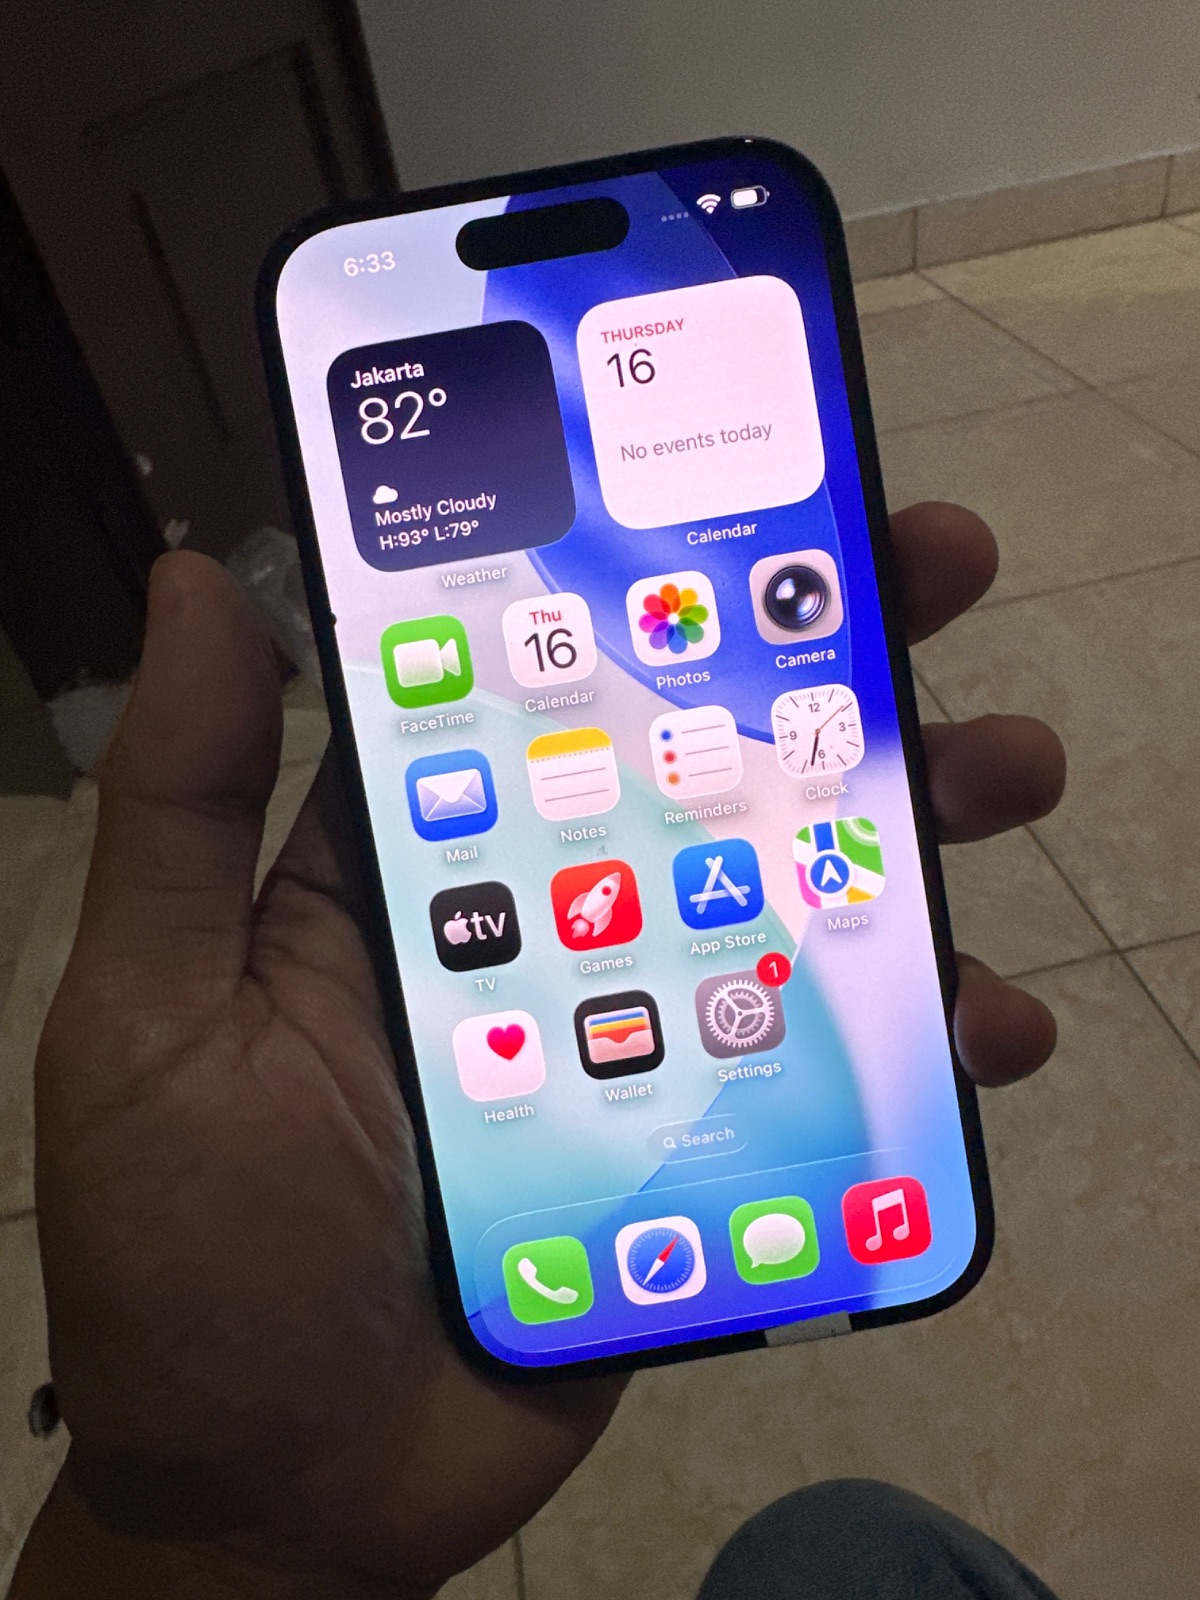 6:33
Jakarta
82°
Mostly Cloudy
H:93° L:79°
Weather
THURSDAY
16
No events today
Calendar
FaceTime
Thu
16
Calendar
Photos
Camera
Mail
Notes
Reminders
12
3
6
9
Clock
tv
TV
Games
App Store
Maps
Health
Wallet
1
Settings
Search